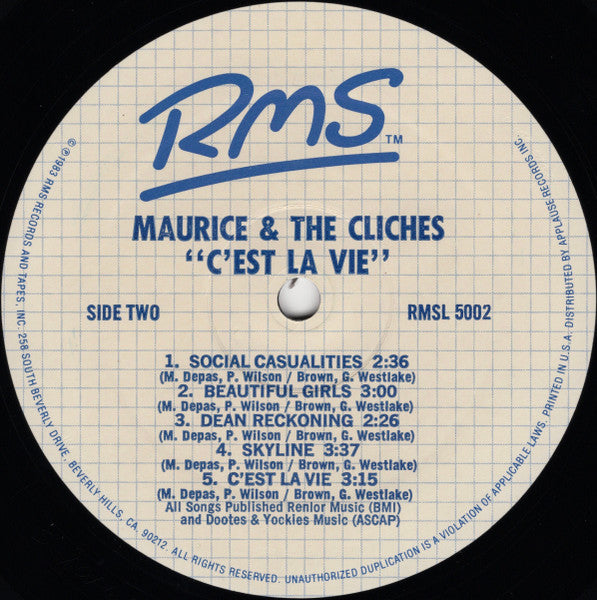 RMS TM
MAURICE & THE CLICHES
"C'EST LA VIE"
SIDE TWO
RMSL 5002
1. SOCIAL CASUALITIES 2:36
(M. Depas, P. Wilson / Brown, G. Westlake)
2. BEAUTIFUL GIRLS 3:00
(M. Depas, P. Wilson / Brown, G. Westlake)
3. DEAN RECKONING 2:26
(M. Depas, P. Wilson / Brown, G. Westlake)
4. SKYLINE 3:37
(M. Depas, P. Wilson / Brown, G. Westlake)
5. C'EST LA VIE 3:15
(M. Depas, P. Wilson / Brown, G. Westlake)
All Songs Published Renlor Music (BMI)
and Dootes & Yockies Music (ASCAP)
℗©1983 RMS RECORDS AND TAPES, INC. 258 SOUTH BEVERLY DRIVE, BEVERLY HILLS, CA. 90212. ALL RIGHTS RESERVED. UNAUTHORIZED DUPLICATION IS A VIOLATION OF APPLICABLE LAWS. PRINTED IN U.S.A. DISTRIBUTED BY APPLAUSE RECORDS INC.